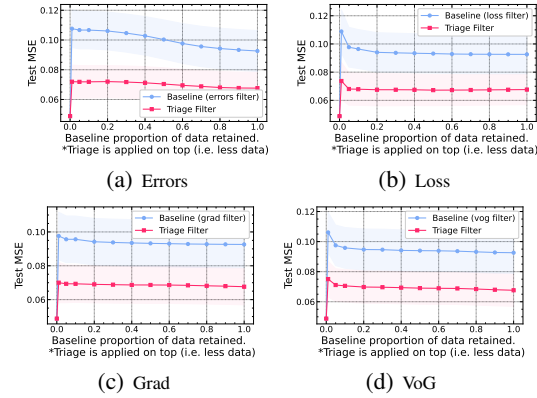 0.12
0.10
0.08
0.06
Test MSE
Baseline (errors filter)
Triage Filter
0.0 0.2 0.4 0.6 0.8 1.0
Baseline proportion of data retained.
*Triage is applied on top (i.e. less data)
(a) Errors
0.12
0.10
0.08
0.06
Test MSE
Baseline (loss filter)
Triage Filter
0.0 0.2 0.4 0.6 0.8 1.0
Baseline proportion of data retained.
*Triage is applied on top (i.e. less data)
(b) Loss
0.10
0.08
0.06
Test MSE
Baseline (grad filter)
Triage Filter
0.0 0.2 0.4 0.6 0.8 1.0
Baseline proportion of data retained.
*Triage is applied on top (i.e. less data)
(c) Grad
0.12
0.10
0.08
0.06
Test MSE
Baseline (vog filter)
Triage Filter
0.0 0.2 0.4 0.6 0.8 1.0
Baseline proportion of data retained.
*Triage is applied on top (i.e. less data)
(d) VoG